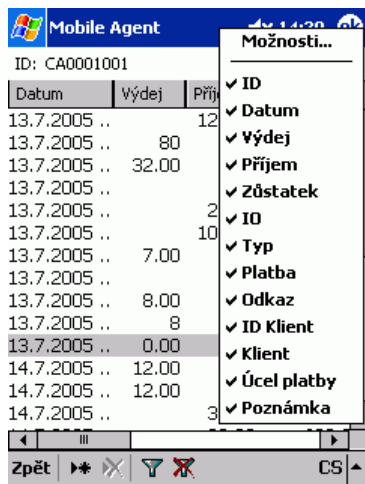 Mobile Agent
ok
ID: CA0001001
Možnosti...
Datum Výdej
ID
Datum
Výdej
Příjem
Zůstatek
IO
Typ
Platba
Odkaz
ID Klient
Klient
Účel platby
Poznámka
13.7.2005 .. 12
13.7.2005 .. 80
13.7.2005 .. 32.00
13.7.2005 ..
13.7.2005 .. 2
13.7.2005 .. 10
13.7.2005 .. 7.00
13.7.2005 ..
13.7.2005 .. 8.00
13.7.2005 .. 8
13.7.2005 .. 0.00
14.7.2005 .. 12.00
14.7.2005 .. 12.00
14.7.2005 .. 3
Zpět CS